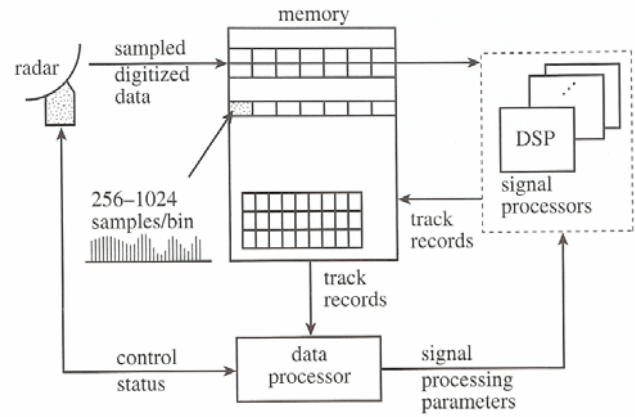 memory
radar
sampled
digitized
data
DSP
signal
processors
256–1024
samples/bin
track
records
track
records
control
status
data
processor
signal
processing
parameters